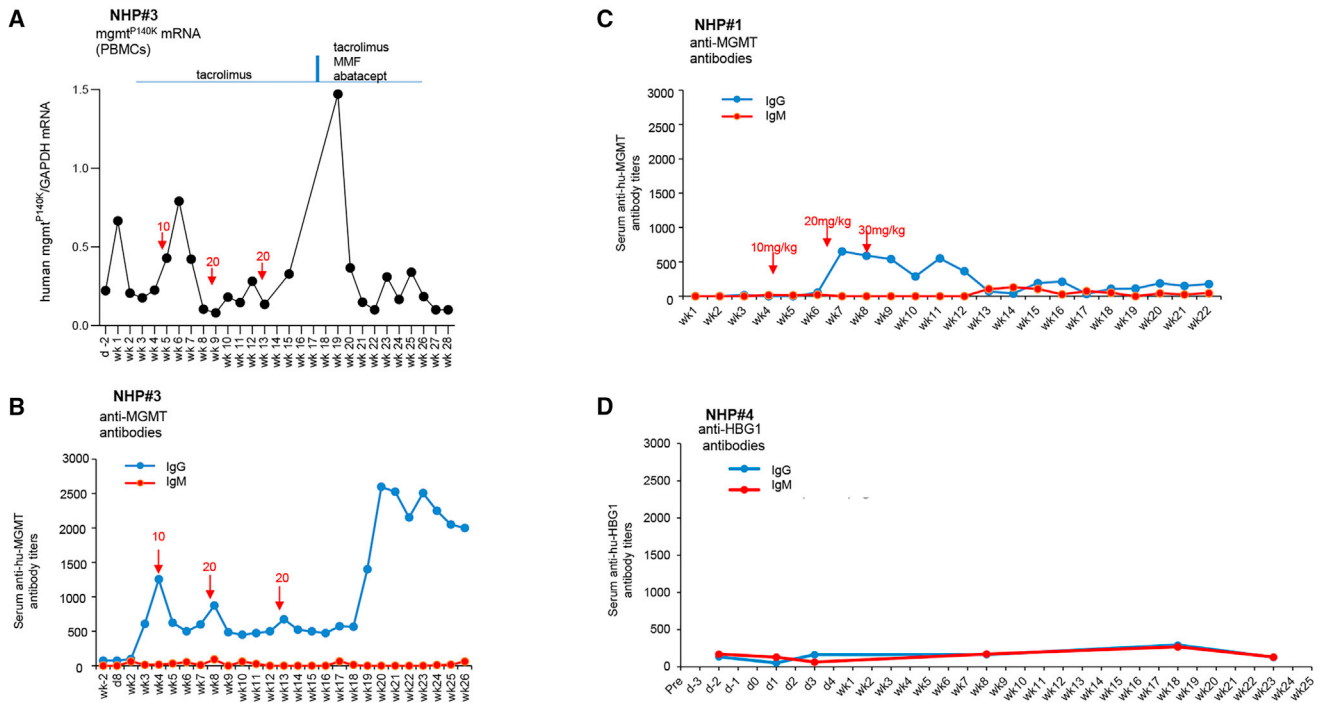 A
NHP#3
mgmtP140K mRNA
(PBMCs)
tacrolimus
tacrolimus
MMF
abatacept
human mgmtP140K/GAPDH mRNA
1.5
1.0
0.5
0.0
10
20
20
d -2
wk 1
wk 2
wk 3
wk 4
wk 5
wk 6
wk 7
wk 8
wk 9
wk 10
wk 11
wk 12
wk 13
wk 14
wk 15
wk 16
wk 17
wk 18
wk 19
wk 20
wk 21
wk 22
wk 23
wk 24
wk 25
wk 26
wk 27
wk 28
B
NHP#3
anti-MGMT
antibodies
IgG
IgM
Serum anti-hu-MGMT
antibody titers
3000
2500
2000
1500
1000
500
0
10
20
20
wk-2
d8
wk2
wk3
wk4
wk5
wk6
wk7
wk8
wk9
wk10
wk11
wk12
wk13
wk14
wk15
wk16
wk17
wk18
wk19
wk20
wk21
wk22
wk23
wk24
wk25
wk26
C
NHP#1
anti-MGMT
antibodies
IgG
IgM
Serum anti-hu-MGMT
antibody titers
3000
2500
2000
1500
1000
500
0
10mg/kg
20mg/kg
30mg/kg
wk1
wk2
wk3
wk4
wk5
wk6
wk7
wk8
wk9
wk10
wk11
wk12
wk13
wk14
wk15
wk16
wk17
wk18
wk19
wk20
wk21
wk22
D
NHP#4
anti-HBG1
antibodies
IgG
IgM
Serum anti-hu-HBG1
antibody titers
3000
2500
2000
1500
1000
500
0
Pre
d-3
d-2
d-1
d0
d1
d2
d3
d4
wk1
wk2
wk3
wk4
wk5
wk6
wk7
wk8
wk9
wk10
wk11
wk12
wk13
wk14
wk15
wk16
wk17
wk18
wk19
wk20
wk21
wk22
wk23
wk24
wk25